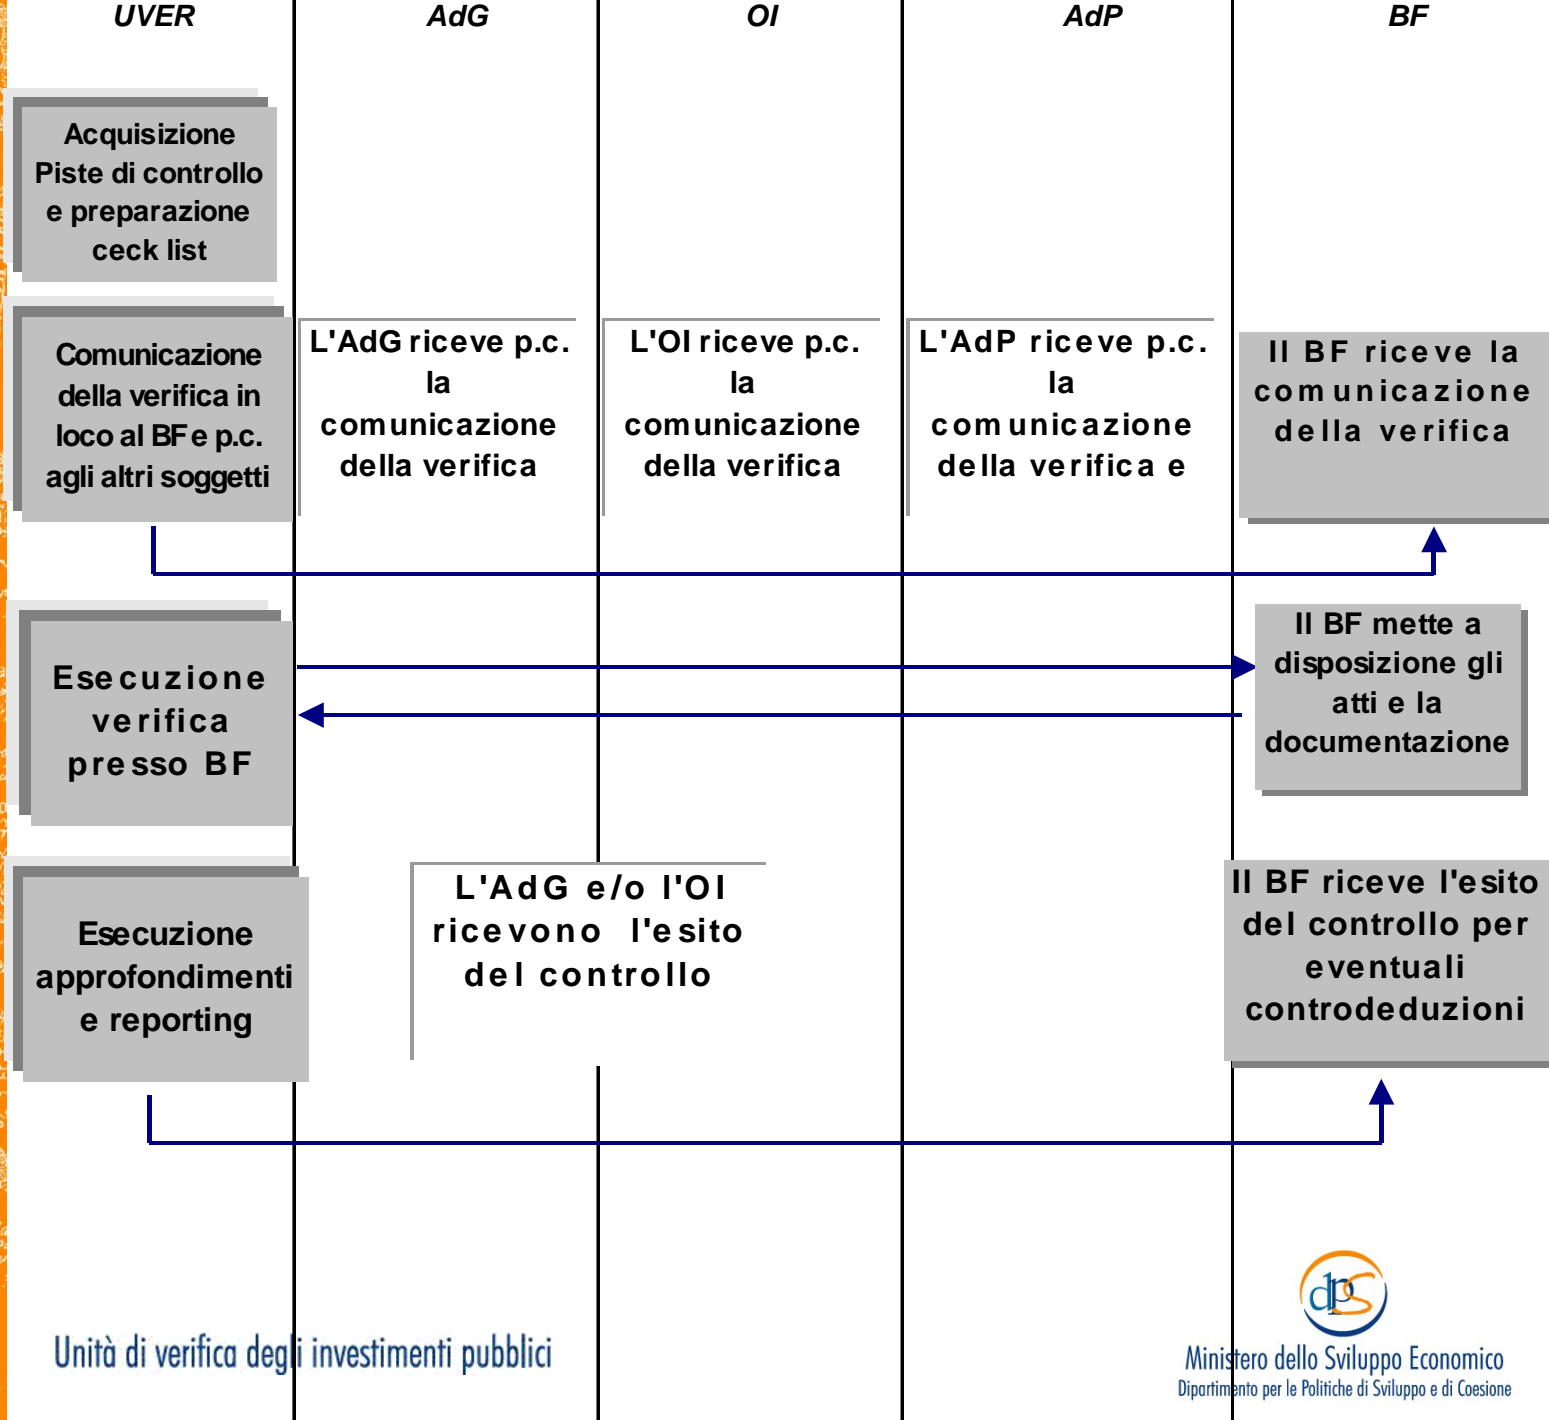 UVER
AdG
OI
AdP
BF
Acquisizione
Piste di controllo
e preparazione
ceck list
Comunicazione
della verifica in
loco al BF e p.c.
agli altri soggetti
L'AdG riceve p.c.
la
comunicazione
della verifica
L'OI riceve p.c.
la
comunicazione
della verifica
L'AdP riceve p.c.
la
comunicazione
della verifica e
Il BF riceve la
comunicazione
della verifica
Esecuzione
verifica
presso BF
Il BF mette a
disposizione gli
atti e la
documentazione
Esecuzione
approfondimenti
e reporting
L'AdG e/o l'OI
ricevono l'esito
del controllo
Il BF riceve l'esito
del controllo per
eventuali
controdeduzioni
dps
Unità di verifica degli investimenti pubblici
Ministero dello Sviluppo Economico
Dipartimento per le Politiche di Sviluppo e di Coesione